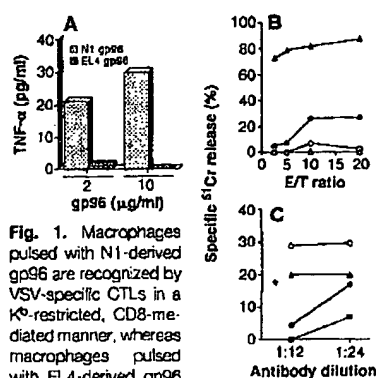 A
N1 gp96
EL4 gp96
TNF-α (pg/ml)
40
30
20
10
0
2
10
gp96 (μg/ml)
Fig. 1. Macrophages
pulsed with N1-derived
gp96 are recognized by
VSV-specific CTLs in a
Kb-restricted, CD8-me-
diated manner, whereas
macrophages pulsed
with EL4-derived gp96
B
Specific 51Cr release (%)
100
80
60
40
20
0
0
5
10
15
20
E/T ratio
C
40
30
20
10
0
1:12
1:24
Antibody dilution